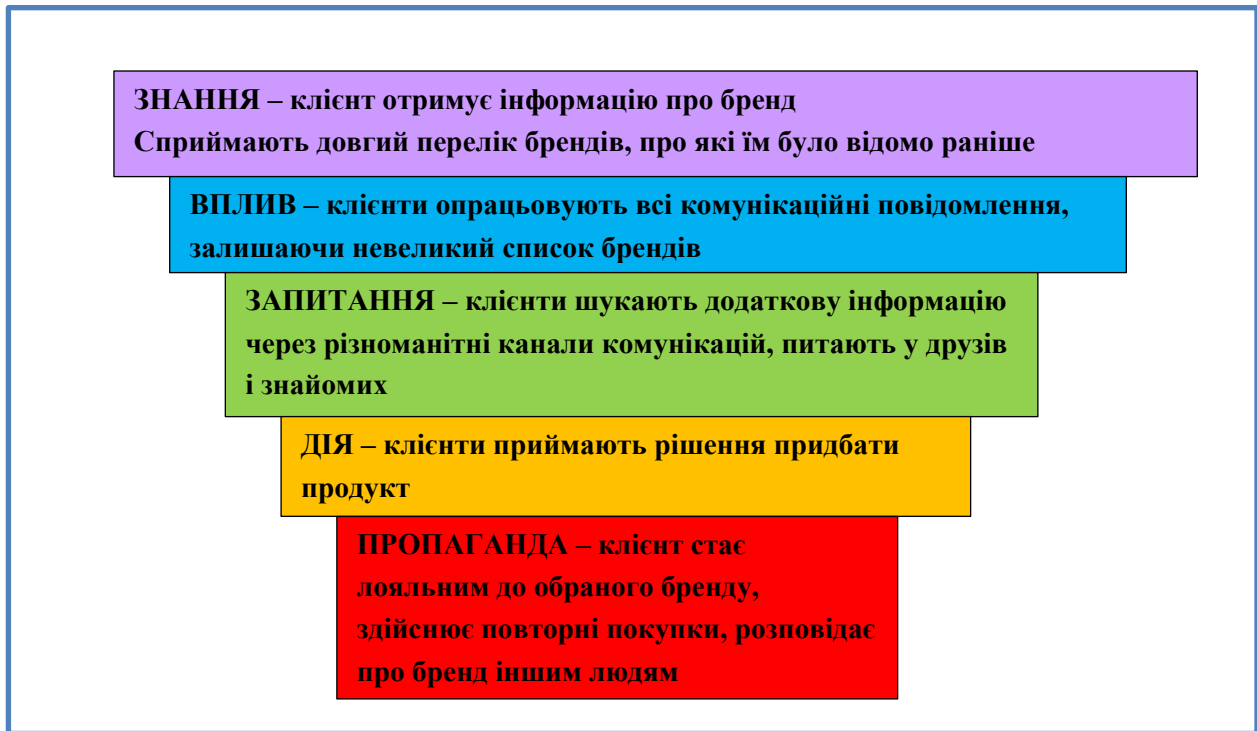 ЗНАННЯ – клієнт отримує інформацію про бренд
Сприймають довгий перелік брендів, про які їм було відомо раніше
ВПЛИВ – клієнти опрацьовують всі комунікаційні повідомлення,
залишаючи невеликий список брендів
ЗАПИТАННЯ – клієнти шукають додаткову інформацію
через різноманітні канали комунікацій, питають у друзів
і знайомих
ДІЯ – клієнти приймають рішення придбати
продукт
ПРОПАГАНДА – клієнт стає
лояльним до обраного бренду,
здійснює повторні покупки, розповідає
про бренд іншим людям